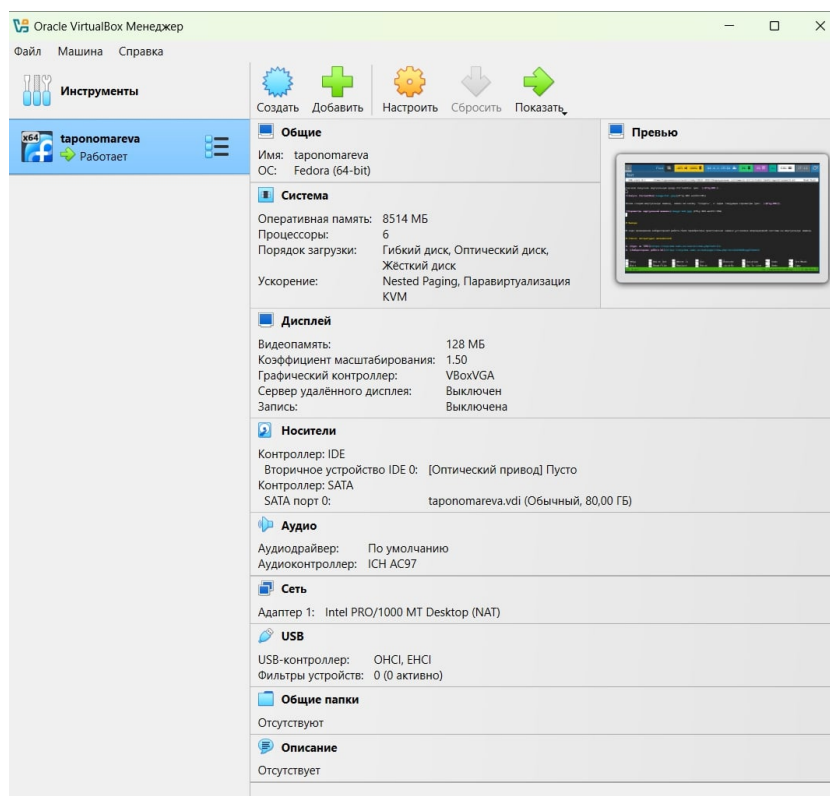 Oracle VirtualBox Менеджер
Файл Машина Справка
Инструменты
Создать Добавить Настроить Сбросить Показать
x64
taponomareva
Работает
Общие
Имя: taponomareva
ОС: Fedora (64-bit)
Превью
Система
Оперативная память: 8514 МБ
Процессоры: 6
Порядок загрузки: Гибкий диск, Оптический диск,
Жёсткий диск
Ускорение: Nested Paging, Паравиртуализация
KVM
Дисплей
Видеопамять: 128 МБ
Коэффициент масштабирования: 1.50
Графический контроллер: VBoxVGA
Сервер удалённого дисплея: Выключен
Запись: Выключена
Носители
Контроллер: IDE
Вторичное устройство IDE 0: [Оптический привод] Пусто
Контроллер: SATA
SATA порт 0: taponomareva.vdi (Обычный, 80,00 ГБ)
Аудио
Аудиодрайвер: По умолчанию
Аудиоконтроллер: ICH AC97
Сеть
Адаптер 1: Intel PRO/1000 MT Desktop (NAT)
USB
USB-контроллер: OHCI, EHCI
Фильтры устройств: 0 (0 активно)
Общие папки
Отсутствуют
Описание
Отсутствует